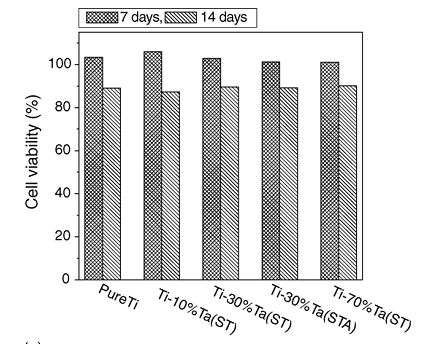 7 days, 14 days
100
80
60
40
20
0
Cell viability (%)
PureTi
Ti-10%Ta(ST)
Ti-30%Ta(ST)
Ti-30%Ta(STA)
Ti-70%Ta(ST)